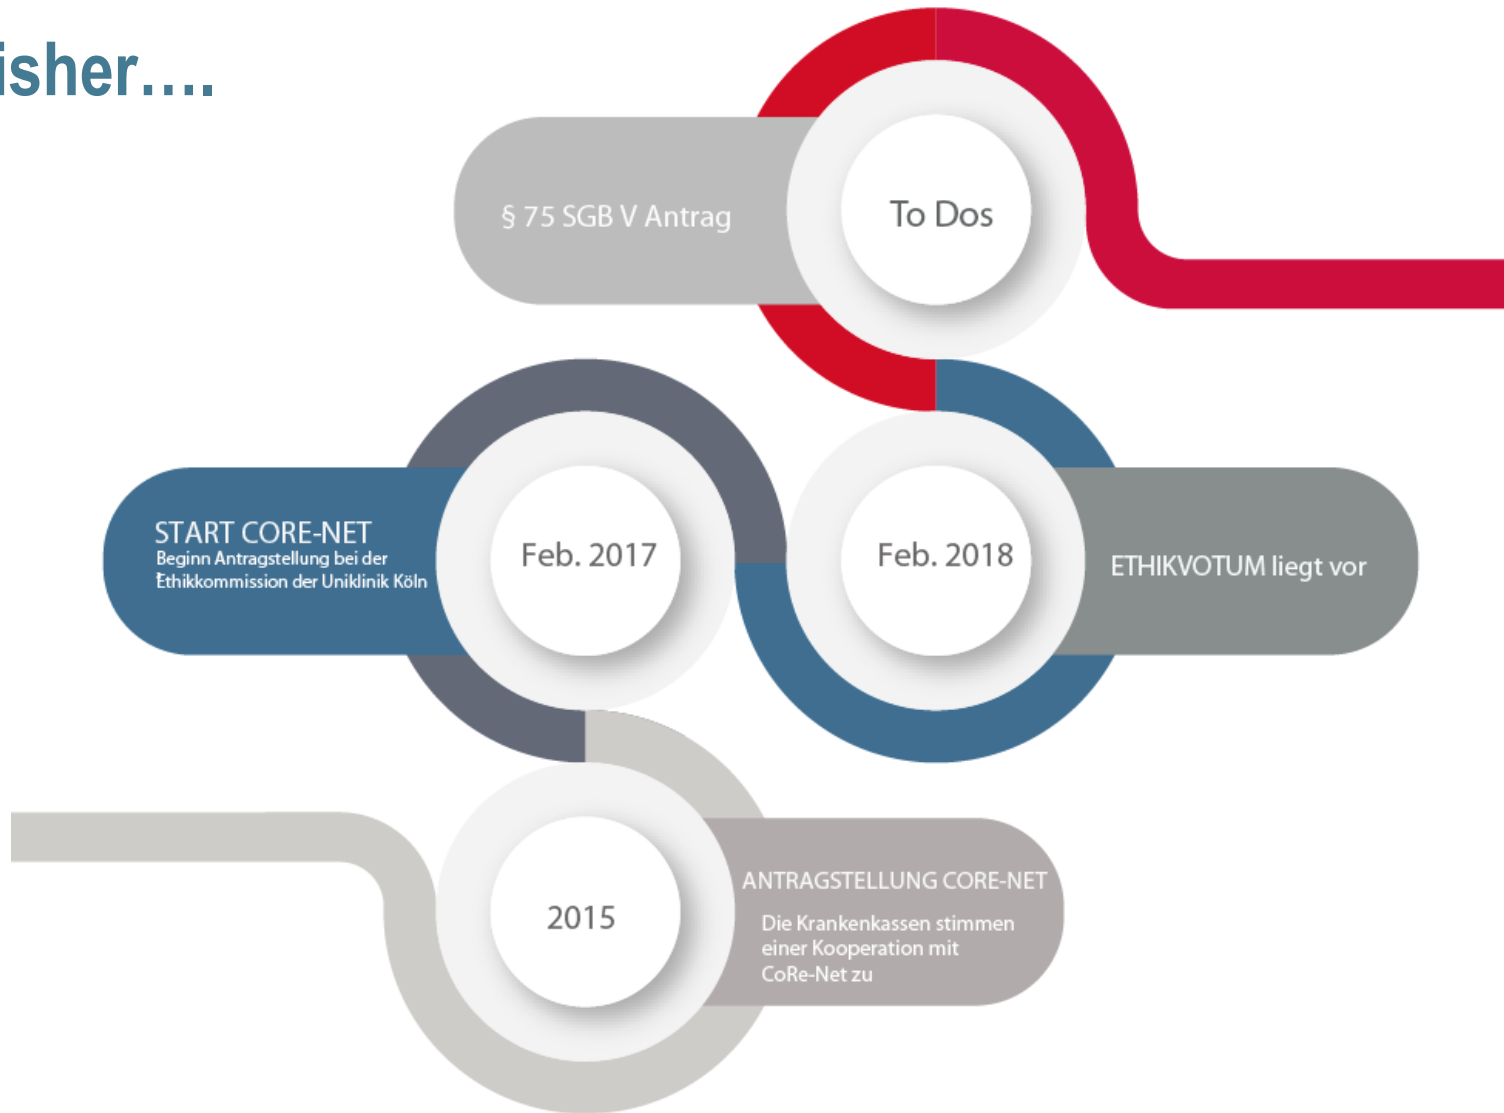 isher....
§ 75 SGB V Antrag
To Dos
START CORE-NET
Beginn Antragstellung bei der
Ethikkommission der Uniklinik Köln
Feb. 2017
Feb. 2018
ETHIKVOTUM liegt vor
2015
ANTRAGSTELLUNG CORE-NET
Die Krankenkassen stimmen
einer Kooperation mit
CoRe-Net zu